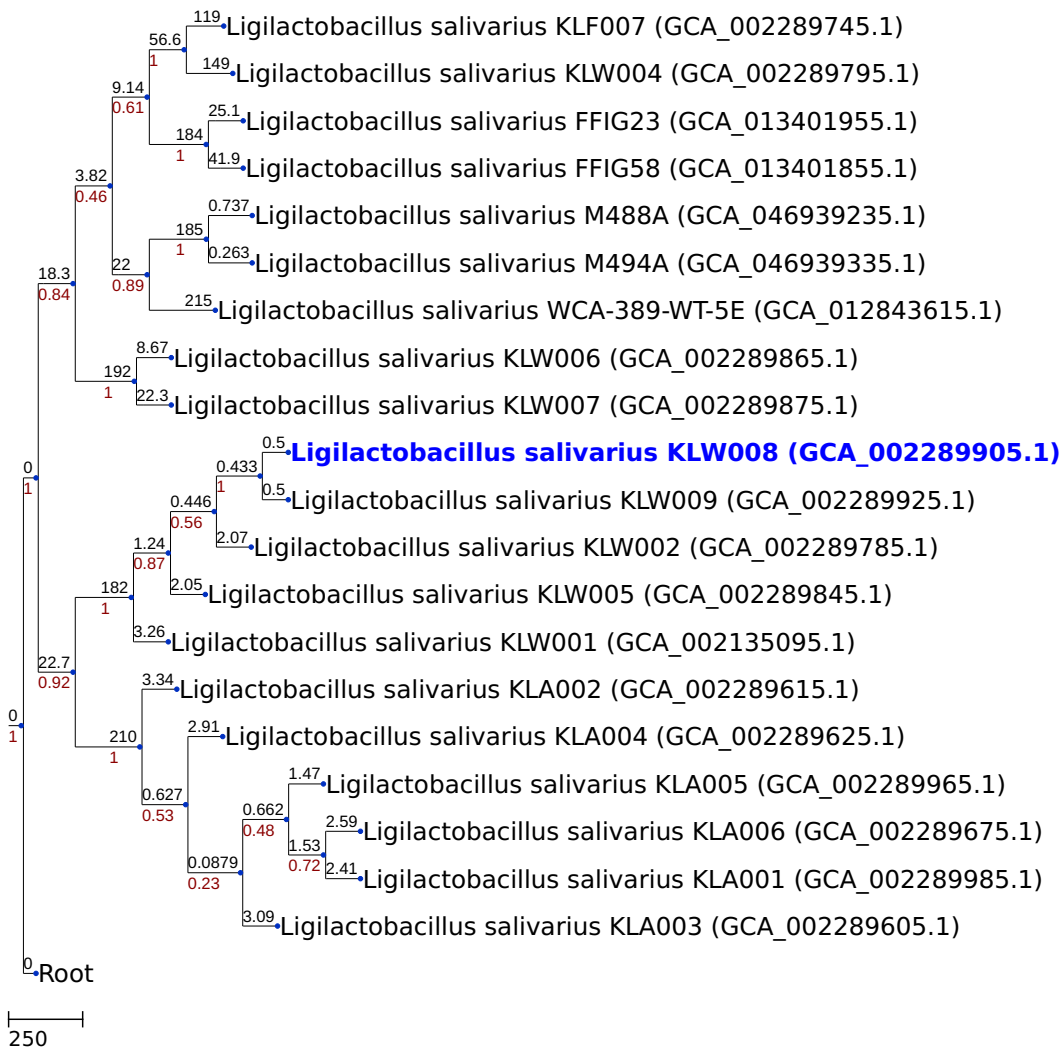 119
Ligilactobacillus salivarius KLF007 (GCA_002289745.1)
56.6
1
149
Ligilactobacillus salivarius KLW004 (GCA_002289795.1)
9.14
0.61
25.1
Ligilactobacillus salivarius FFIG23 (GCA_013401955.1)
184
1
41.9
Ligilactobacillus salivarius FFIG58 (GCA_013401855.1)
3.82
0.46
0.737
Ligilactobacillus salivarius M488A (GCA_046939235.1)
185
1
0.263
Ligilactobacillus salivarius M494A (GCA_046939335.1)
22
0.89
18.3
0.84
215
Ligilactobacillus salivarius WCA-389-WT-5E (GCA_012843615.1)
8.67
Ligilactobacillus salivarius KLW006 (GCA_002289865.1)
192
1
22.3
Ligilactobacillus salivarius KLW007 (GCA_002289875.1)
0.5
Ligilactobacillus salivarius KLW008 (GCA_002289905.1)
0
1
0.433
1
0.5
Ligilactobacillus salivarius KLW009 (GCA_002289925.1)
0.446
0.56
2.07
Ligilactobacillus salivarius KLW002 (GCA_002289785.1)
1.24
0.87
2.05
Ligilactobacillus salivarius KLW005 (GCA_002289845.1)
182
1
3.26
Ligilactobacillus salivarius KLW001 (GCA_002135095.1)
22.7
0.92
3.34
Ligilactobacillus salivarius KLA002 (GCA_002289615.1)
0
1
210
1
2.91
Ligilactobacillus salivarius KLA004 (GCA_002289625.1)
1.47
Ligilactobacillus salivarius KLA005 (GCA_002289965.1)
0.627
0.53
0.662
0.48
2.59
Ligilactobacillus salivarius KLA006 (GCA_002289675.1)
1.53
0.72
0.0879
0.23
2.41
Ligilactobacillus salivarius KLA001 (GCA_002289985.1)
3.09
Ligilactobacillus salivarius KLA003 (GCA_002289605.1)
0
Root
250